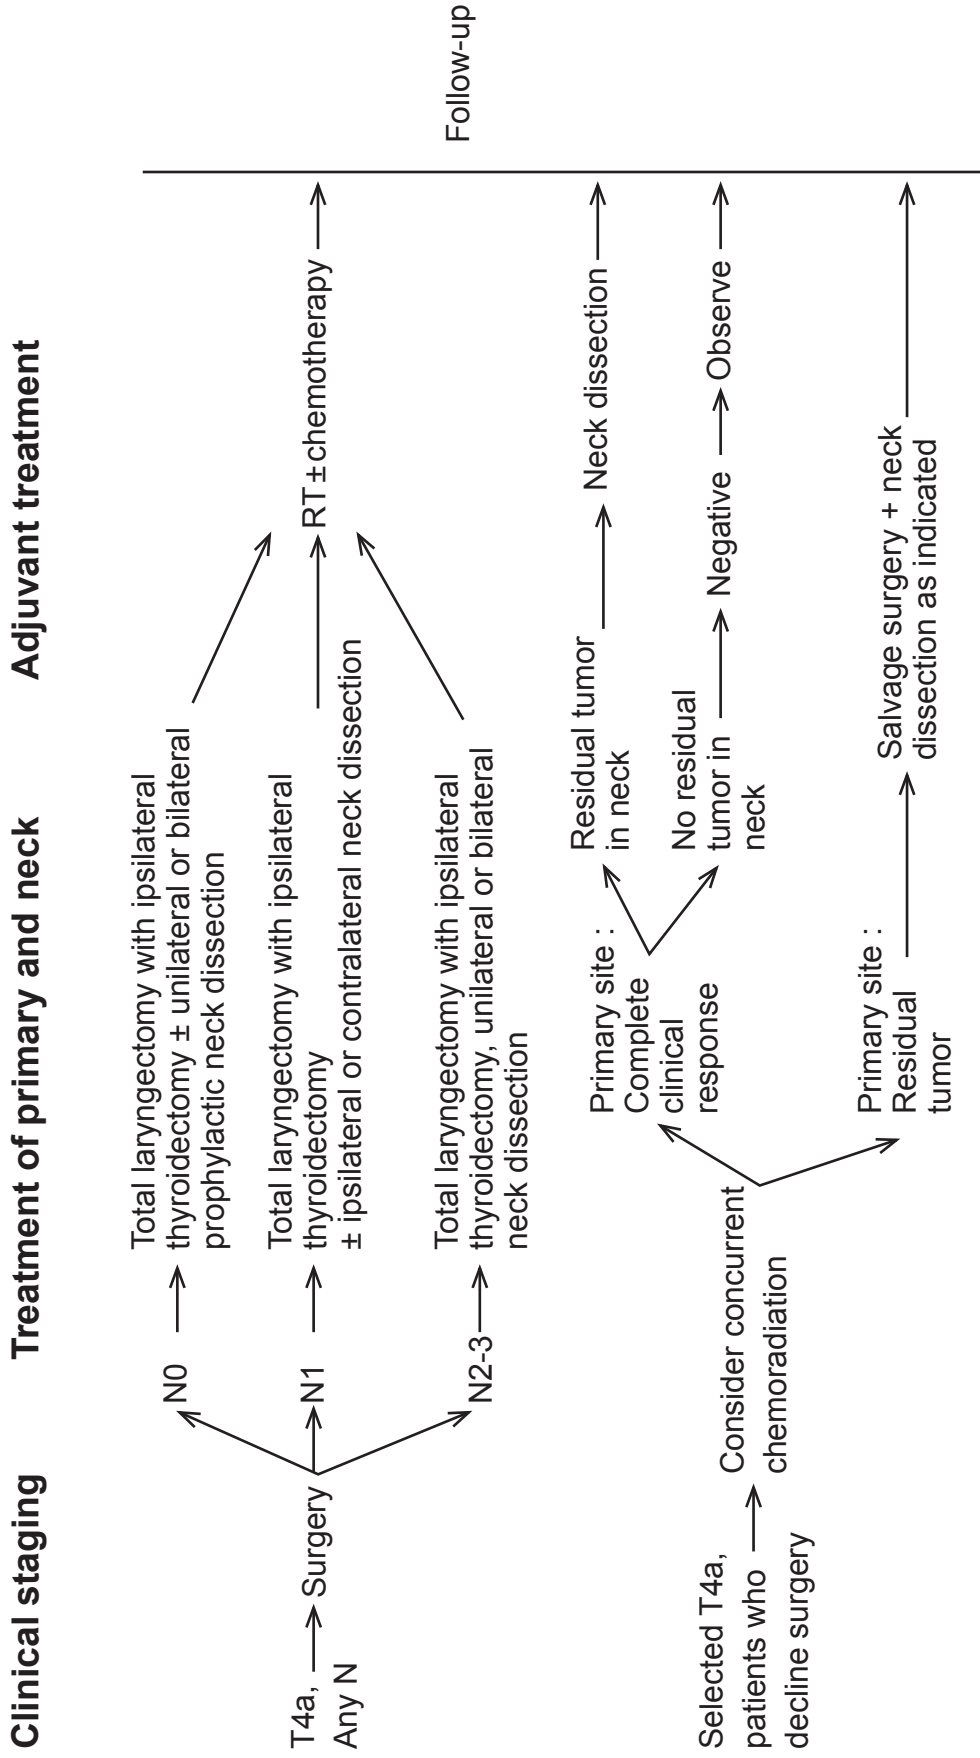 Clinical staging
Treatment of primary and neck
Adjuvant treatment
T4a,
Any N
Surgery
N0
Total laryngectomy with ipsilateral
thyroidectomy ± unilateral or bilateral
prophylactic neck dissection
N1
Total laryngectomy with ipsilateral
thyroidectomy
± ipsilateral or contralateral neck dissection
N2-3
Total laryngectomy with ipsilateral
thyroidectomy, unilateral or bilateral
neck dissection
RT ± chemotherapy
Follow-up
Selected T4a,
patients who
decline surgery
Consider concurrent
chemoradiation
Primary site :
Complete
clinical
response
Residual tumor
in neck
Neck dissection
No residual
tumor in
neck
Negative
Observe
Primary site :
Residual
tumor
Salvage surgery + neck
dissection as indicated